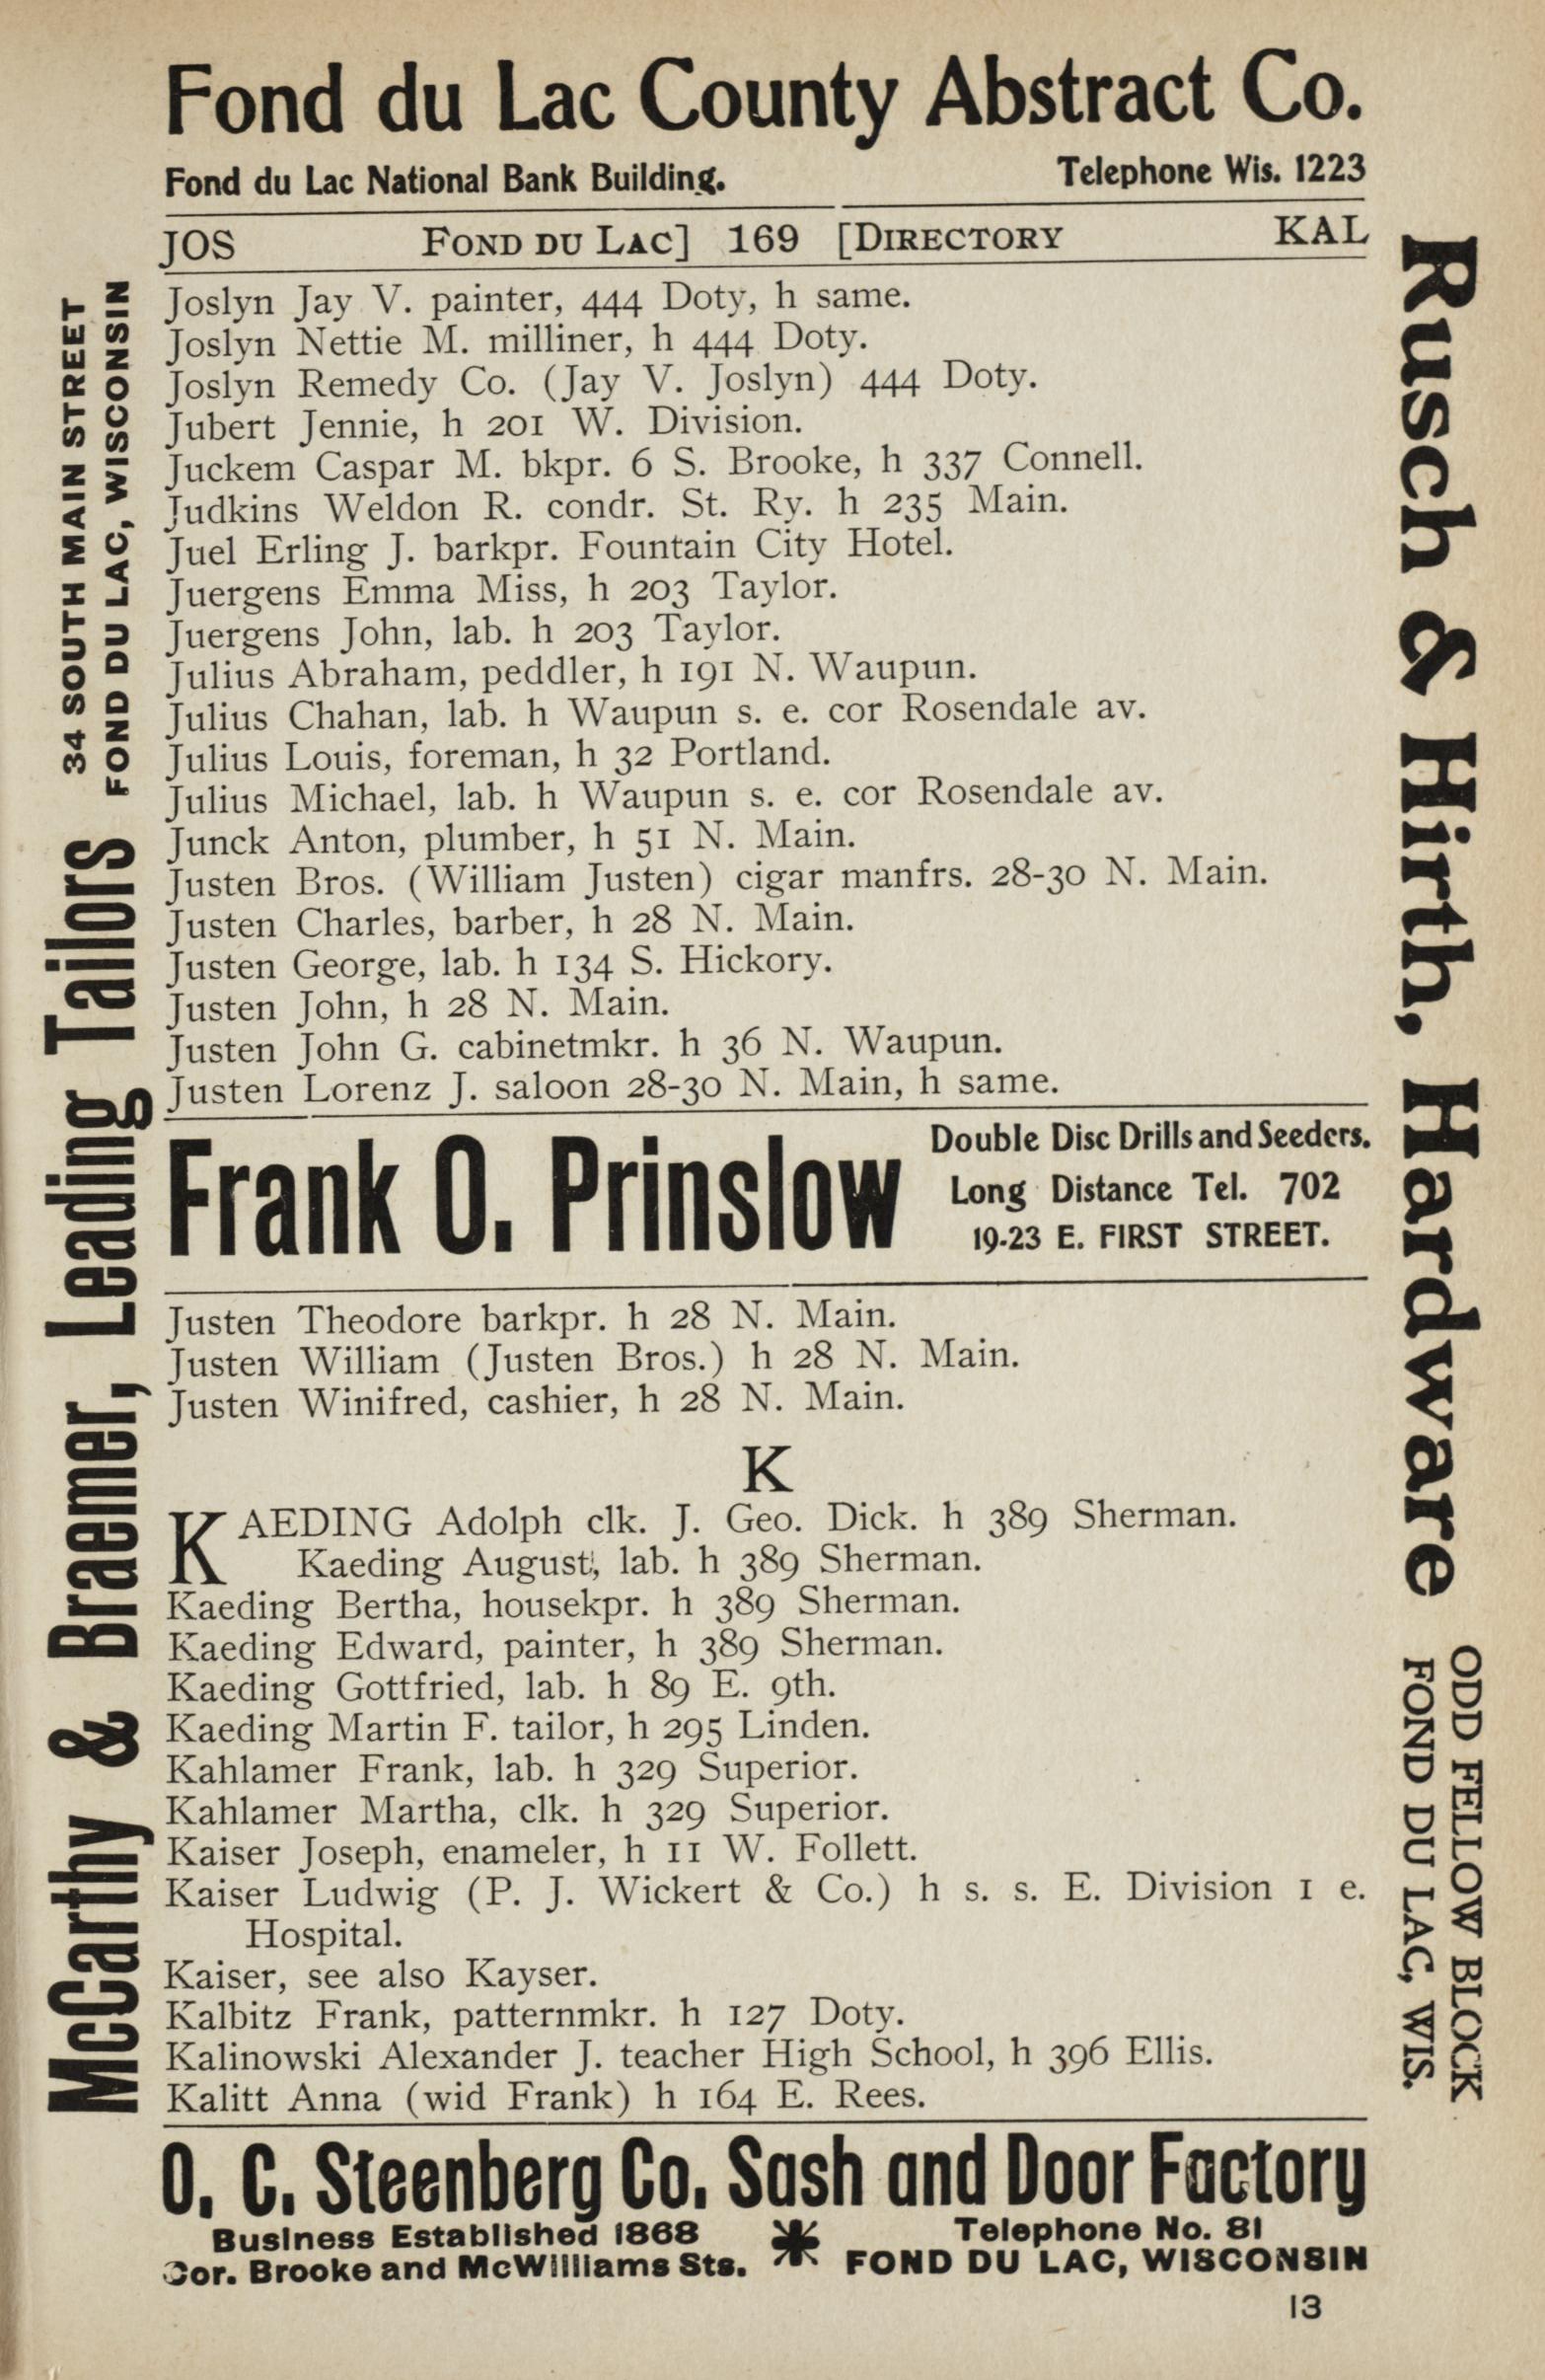 Fond du Lac County Abstract Co.
Fond du Lac National Bank Building. Telephone Wis. 1223
JOS FOND DU LAC] 169 [DIRECTORY KAL
Joslyn Jay V. painter, 444 Doty, h same.
Joslyn Nettie M. milliner, h 444 Doty.
Joslyn Remedy Co. (Jay V. Joslyn) 444 Doty.
Jubert Jennie, h 201 W. Division.
Juckem Caspar M. bkpr. 6 S. Brooke, h 337 Connell.
Judkins Weldon R. condr. St. Ry. h 235 Main.
Juel Erling J. barkpr. Fountain City Hotel.
Juergens Emma Miss, h 203 Taylor.
Juergens John, lab. h 203 Taylor.
Julius Abraham, peddler, h 191 N. Waupun.
Julius Chahan, lab. h Waupun s. e. cor Rosendale av.
Julius Louis, foreman, h 32 Portland.
Julius Michael, lab. h Waupun s. e. cor Rosendale av.
Junck Anton, plumber, h 51 N. Main.
Justen Bros. (William Justen) cigar manfrs. 28-30 N. Main.
Justen Charles, barber, h 28 N. Main.
Justen George, lab. h 134 S. Hickory.
Justen John, h 28 N. Main.
Justen John G. cabinetmkr. h 36 N. Waupun.
Justen Lorenz J. saloon 28-30 N. Main, h same.
Frank O. Prinslow
Double Disc Drills and Seeders.
Long Distance Tel. 702
19-23 E. FIRST STREET.
Justen Theodore barkpr. h 28 N. Main.
Justen William (Justen Bros.) h 28 N. Main.
Justen Winifred, cashier, h 28 N. Main.
K
KAEDING Adolph clk. J. Geo. Dick. h 389 Sherman.
Kaeding August, lab. h 389 Sherman.
Kaeding Bertha, housekpr. h 389 Sherman.
Kaeding Edward, painter, h 389 Sherman.
Kaeding Gottfried, lab. h 89 E. 9th.
Kaeding Martin F. tailor, h 295 Linden.
Kahlamer Frank, lab. h 329 Superior.
Kahlamer Martha, clk. h 329 Superior.
Kaiser Joseph, enameler, h 11 W. Follett.
Kaiser Ludwig (P. J. Wickert & Co.) h s. s. E. Division 1 e.
Hospital.
Kaiser, see also Kayser.
Kalbitz Frank, patternmkr. h 127 Doty.
Kalinowski Alexander J. teacher High School, h 396 Ellis.
Kalitt Anna (wid Frank) h 164 E. Rees.
O. C. Steenberg Co. Sash and Door Factory
Business Established 1868 * Telephone No. 81
Cor. Brooke and McWilliams Sts. FOND DU LAC, WISCONSIN
13
McCarthy & Braemer, Leading Tailors
34 SOUTH MAIN STREET
FOND DU LAC, WISCONSIN
Rusch & Hirth, Hardware
ODD FELLOW BLOCK
FOND DU LAC, WIS.